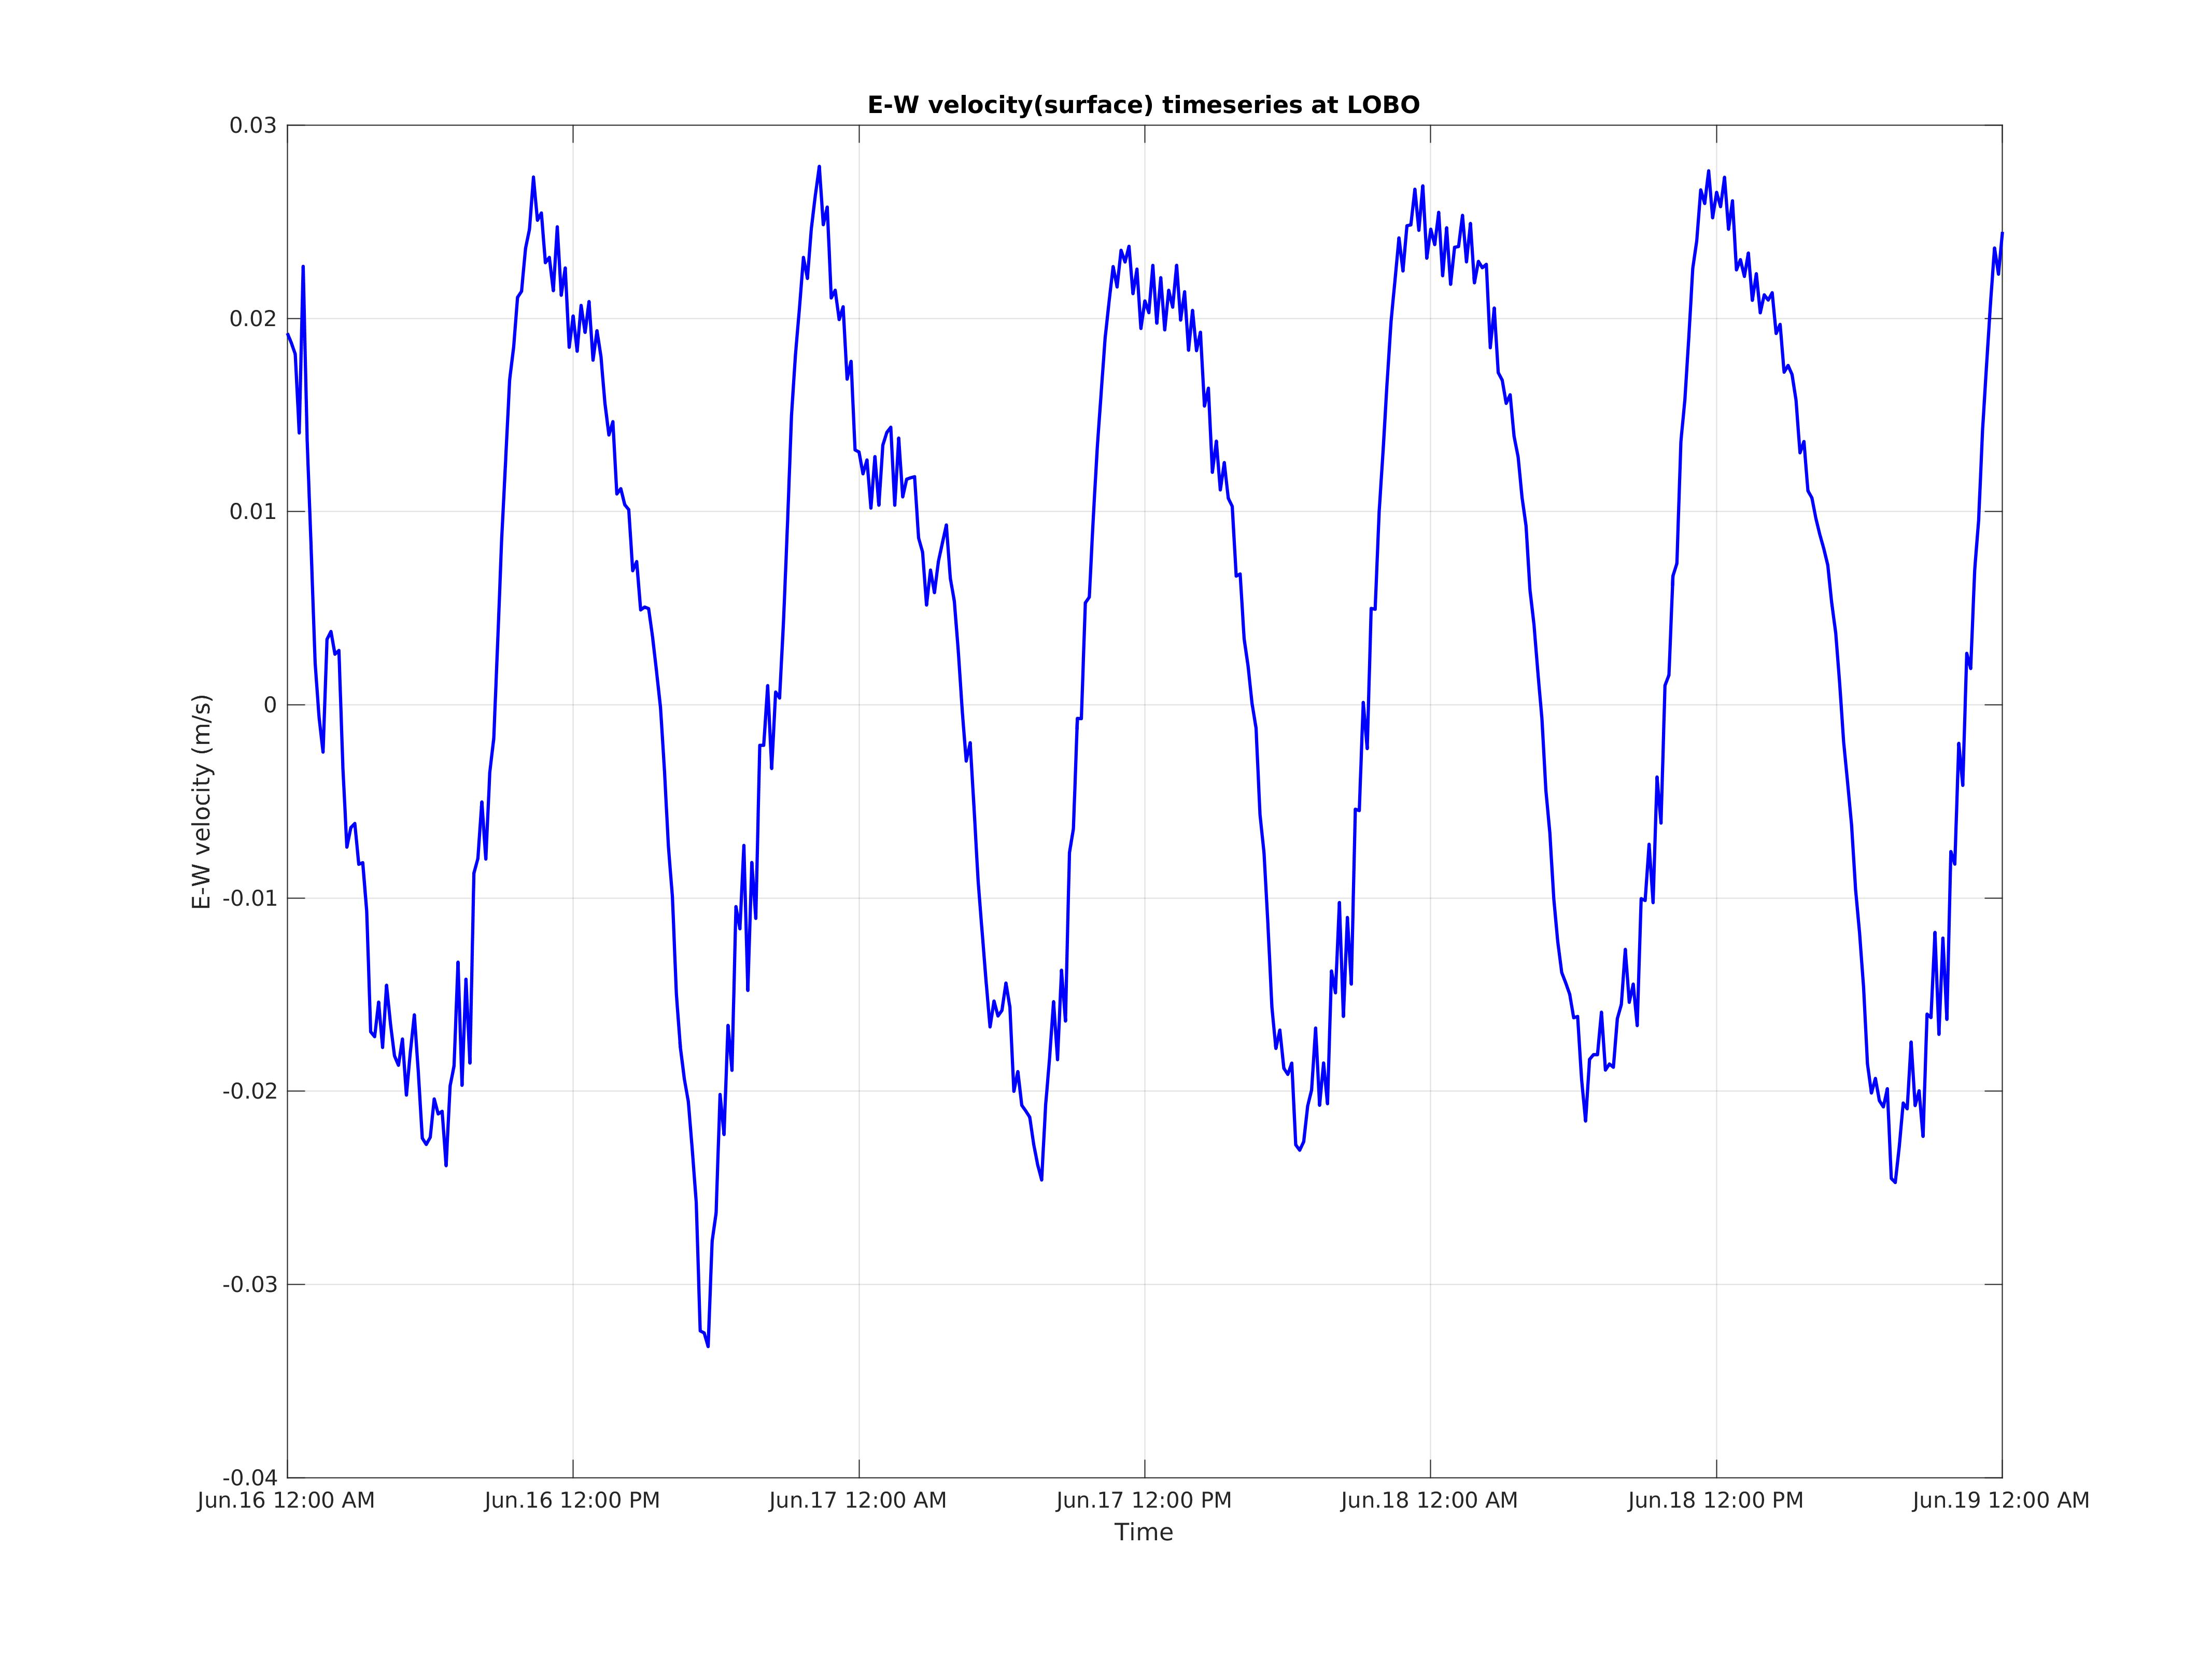 E-W velocity(surface) timeseries at LOBO
0.03
0.02
0.01
0
-0.01
-0.02
-0.03
-0.04
E-W velocity (m/s)
Jun.16 12:00 AM
Jun.16 12:00 PM
Jun.17 12:00 AM
Jun.17 12:00 PM
Jun.18 12:00 AM
Jun.18 12:00 PM
Jun.19 12:00 AM
Time